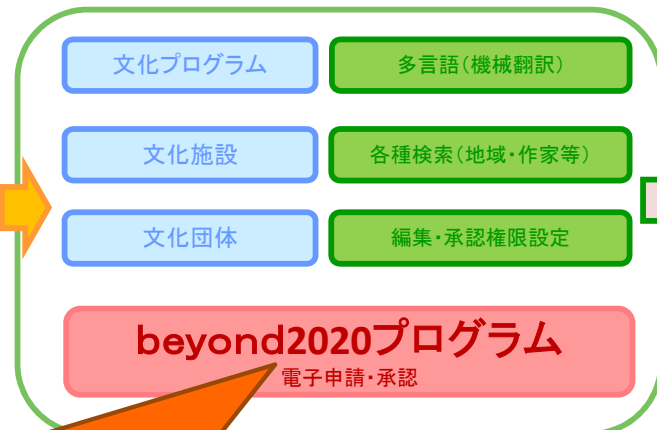 文化プログラム
多言語(機械翻訳)
文化施設
各種検索(地域・作家等)
文化団体
編集・承認権限設定
beyond2020プログラム
電子申請・承認